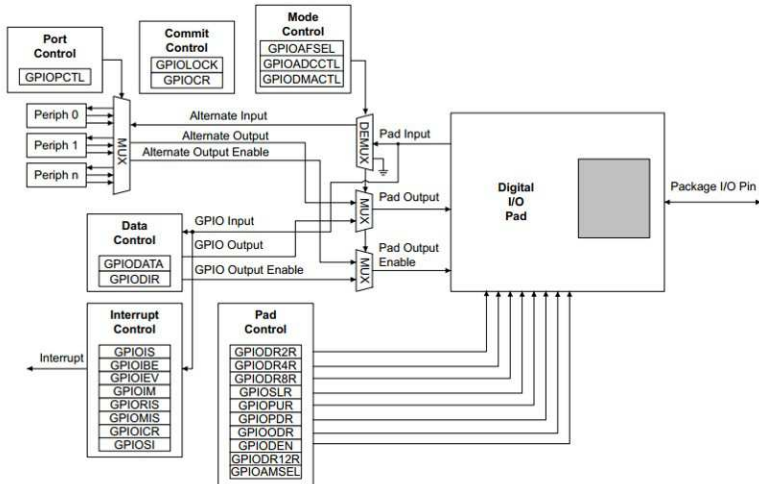 Port
Control
GPIOPCTL
Commit
Control
GPIOLOCK
GPIOCR
Mode
Control
GPIOAFSEL
GPIOADCCTL
GPIODMACTL
Periph 0
Periph 1
Periph n
MUX
Alternate Input
Alternate Output
Alternate Output Enable
DEMUX
Pad Input
MUX
Pad Output
MUX
Pad Output
Enable
Digital
I/O
Pad
Package I/O Pin
Data
Control
GPIODATA
GPIODIR
GPIO Input
GPIO Output
GPIO Output Enable
Interrupt
Control
GPIOIS
GPIOIBE
GPIOIEV
GPIOIM
GPIORIS
GPIOMIS
GPIOICR
GPIOSI
Interrupt
Pad
Control
GPIODR2R
GPIODR4R
GPIODR8R
GPIOSLR
GPIOPUR
GPIOPDR
GPIOODR
GPIODEN
GPIODR12R
GPIOAMSEL